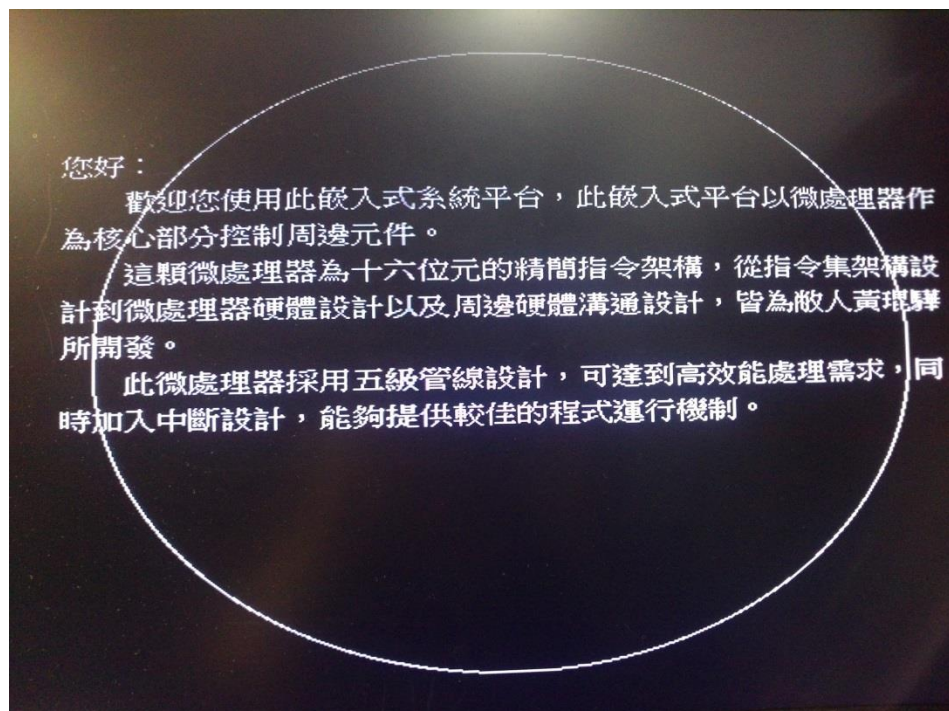 您好：
歡迎您使用此嵌入式系統平台，此嵌入式平台以微處理器作
為核心部分控制周邊元件。
這顆微處理器為十六位元的精簡指令架構，從指令集架構設
計到微處理器硬體設計以及周邊硬體溝通設計，皆為敝人黃琨驊
所開發。
此微處理器採用五級管線設計，可達到高效能處理需求，同
時加入中斷設計，能夠提供較佳的程式運行機制。